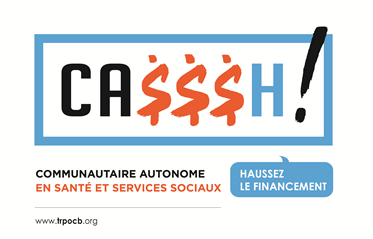 CA$$$H!
COMMUNAUTAIRE AUTONOME
EN SANTÉ ET SERVICES SOCIAUX
HAUSSEZ
LE FINANCEMENT
www.trpocb.org